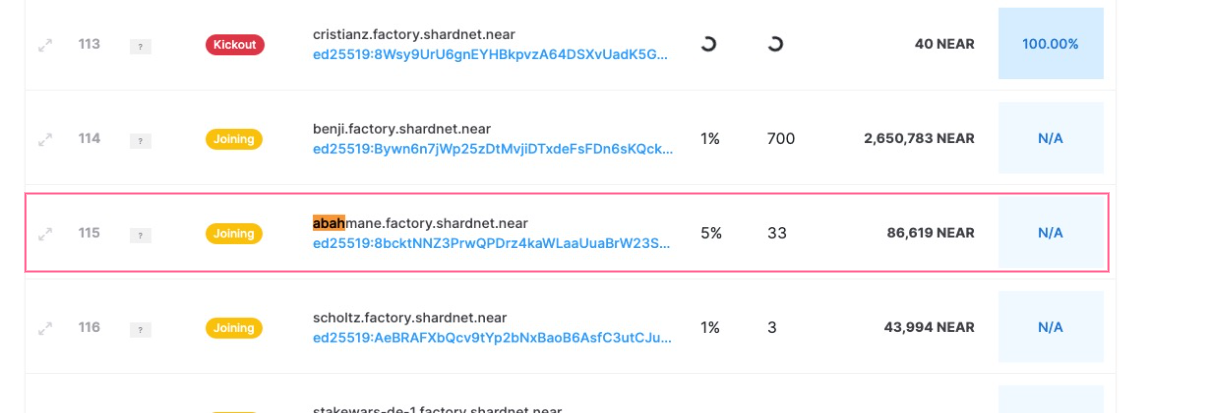 113 ? Kickout cristianz.factory.shardnet.near 40 NEAR 100.00%
ed25519:8Wsy9UrU6gnEYHBkpvzA64DSXvUadK5G...
114 ? Joining benji.factory.shardnet.near 1% 700 2,650,783 NEAR N/A
ed25519:Bywn6n7jWp25zDtMvjiDTxdeFsFDn6sKQck...
115 ? Joining abahmane.factory.shardnet.near 5% 33 86,619 NEAR N/A
ed25519:8bcktNNZ3PrwQPDrz4kaWLaaUuaBrW23S...
116 ? Joining scholtz.factory.shardnet.near 1% 3 43,994 NEAR N/A
ed25519:AeBRAFXbQcv9tYp2bNxBaoB6AsfC3utCJu...
stakewars-de-1.factory.shardnet.near